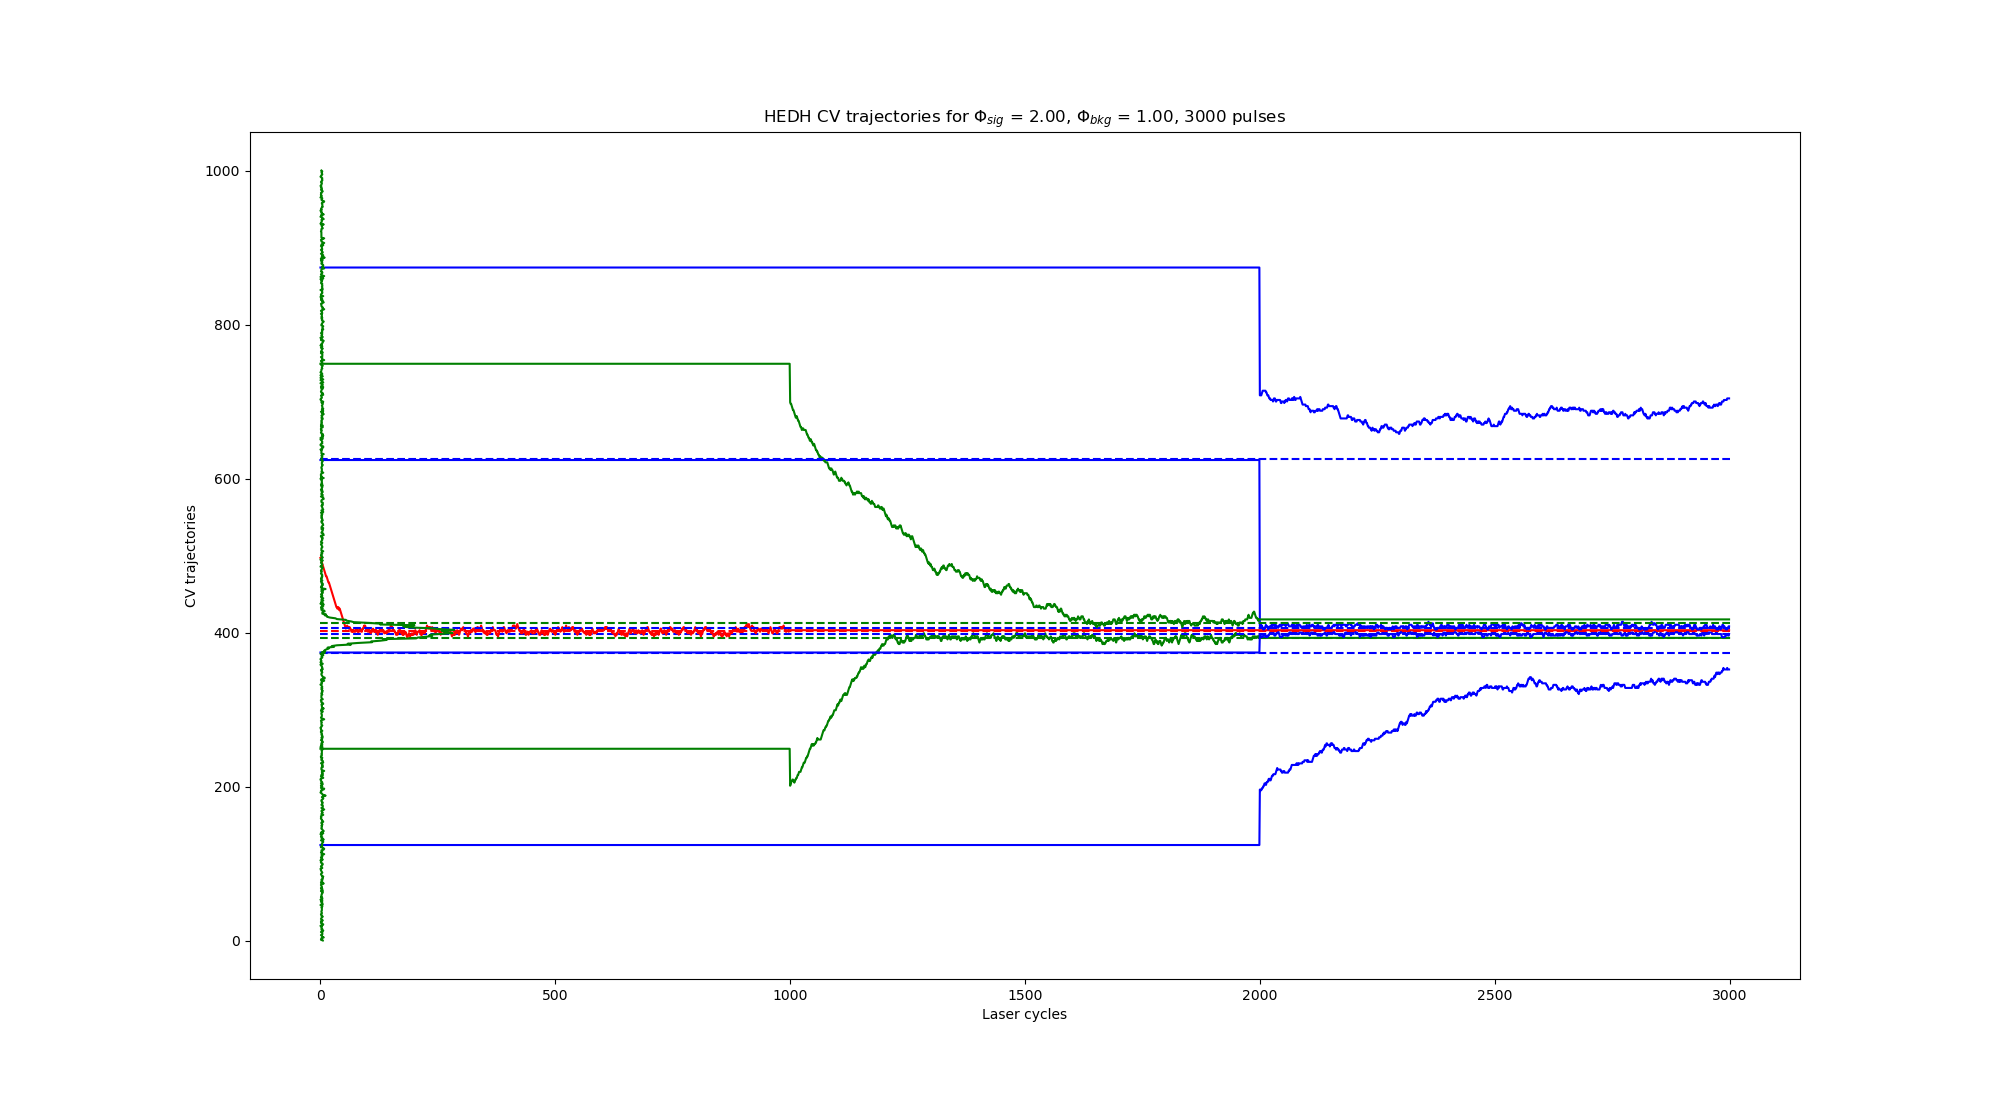 HEDH CV trajectories for Φsig = 2.00, Φbkg = 1.00, 3000 pulses
1000
800
600
400
200
0
CV trajectories
0 500 1000 1500 2000 2500 3000
Laser cycles